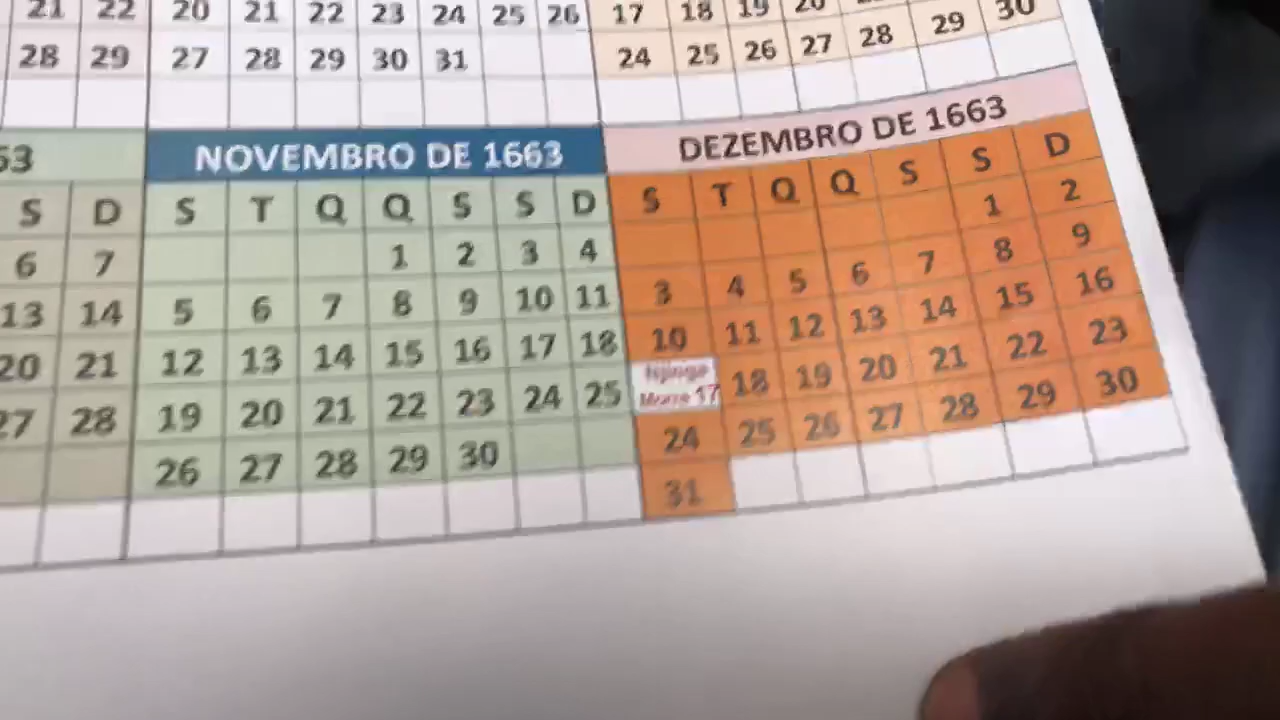 21 22 20 21 22 23 24 25 26 17 18 19 20
28 29 27 28 29 30 31 24 25 26 27 28 29 30
63 NOVEMBRO DE 1663 DEZEMBRO DE 1663
S D S T Q Q S S D S T Q Q S S D
6 7 1 2 3 4 1 2
13 14 5 6 7 8 9 10 11 3 4 5 6 7 8 9
20 21 12 13 14 15 16 17 18 10 11 12 13 14 15 16
27 28 19 20 21 22 23 24 25 Njinga Morre 17 18 19 20 21 22 23
26 27 28 29 30 24 25 26 27 28 29 30
31